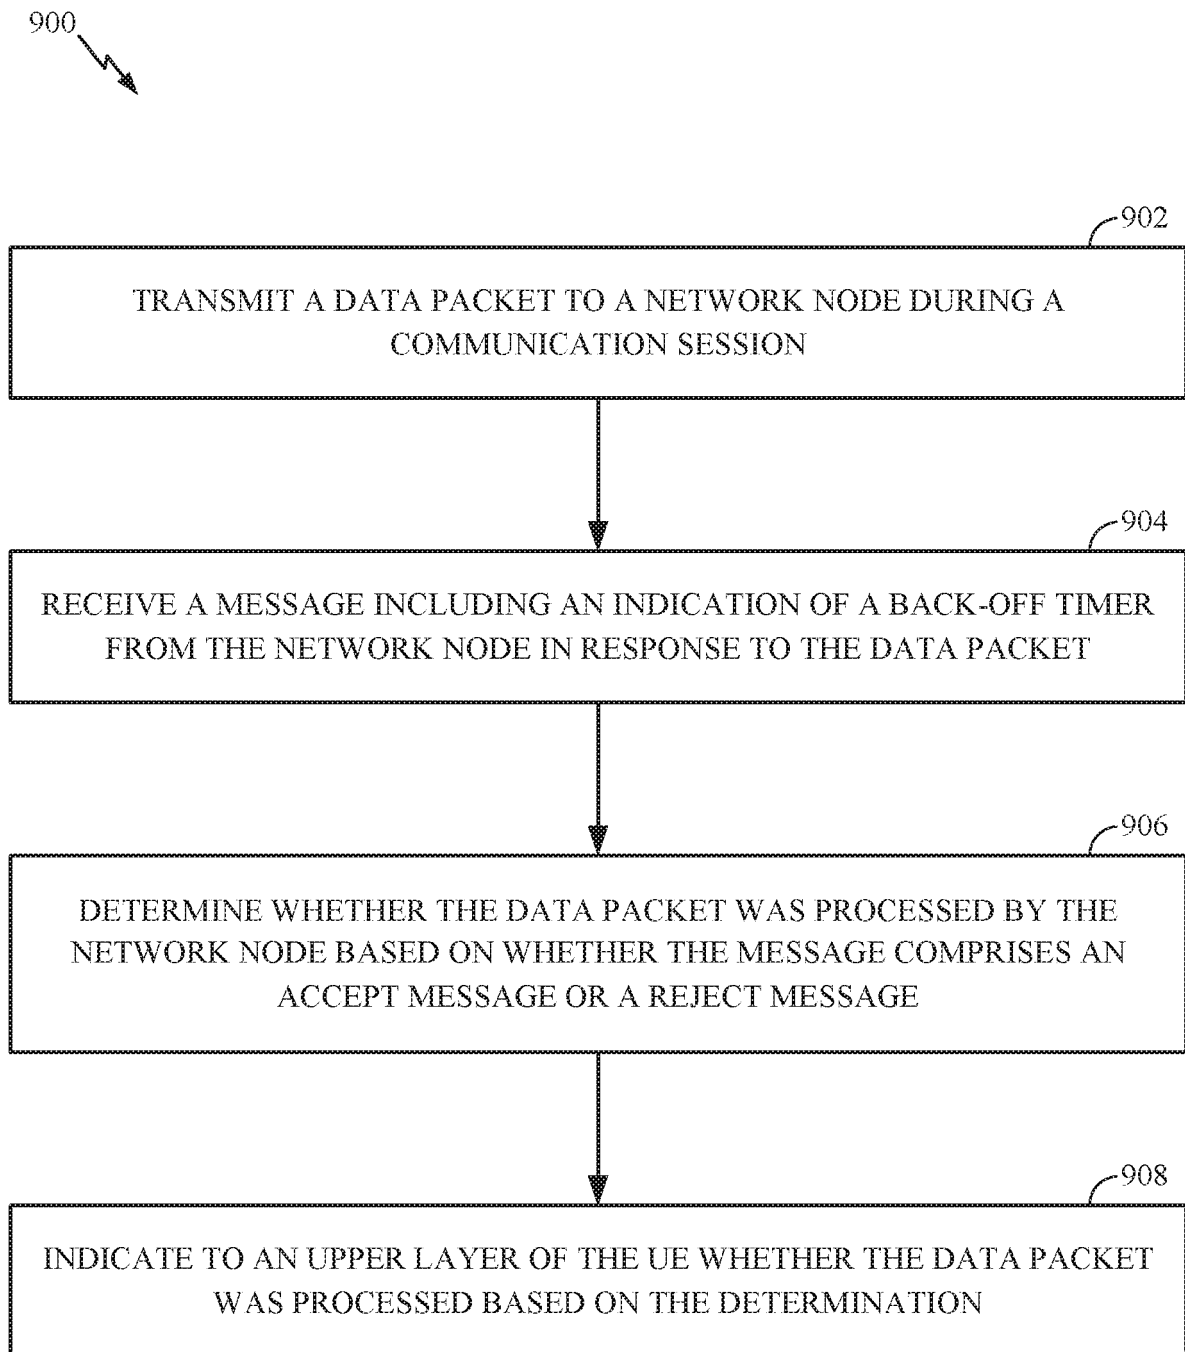 900
902
TRANSMIT A DATA PACKET TO A NETWORK NODE DURING A
COMMUNICATION SESSION
904
RECEIVE A MESSAGE INCLUDING AN INDICATION OF A BACK-OFF TIMER
FROM THE NETWORK NODE IN RESPONSE TO THE DATA PACKET
906
DETERMINE WHETHER THE DATA PACKET WAS PROCESSED BY THE
NETWORK NODE BASED ON WHETHER THE MESSAGE COMPRISES AN
ACCEPT MESSAGE OR A REJECT MESSAGE
908
INDICATE TO AN UPPER LAYER OF THE UE WHETHER THE DATA PACKET
WAS PROCESSED BASED ON THE DETERMINATION